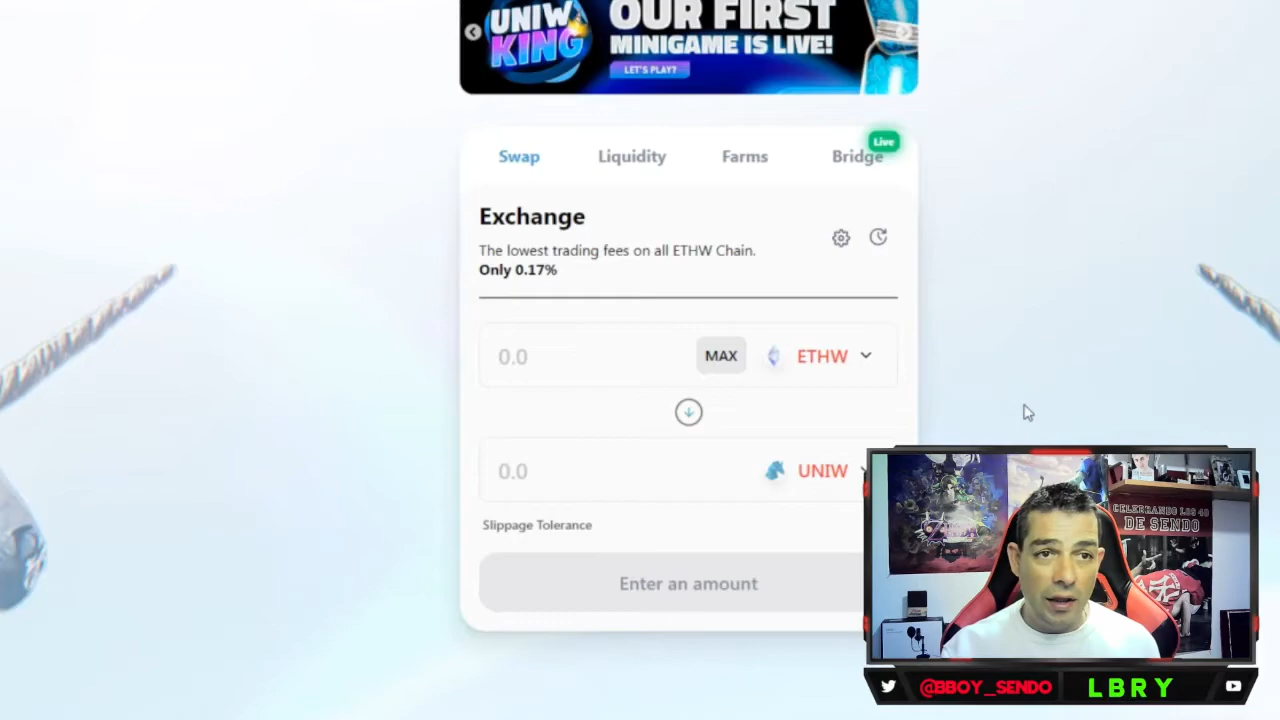 UNIW
KING
OUR FIRST
MINIGAME IS LIVE!
LET'S PLAY?
Swap
Liquidity
Farms
Bridge
Live
Exchange
The lowest trading fees on all ETHW Chain.
Only 0.17%
0.0
MAX
ETHW
0.0
UNIW
Slippage Tolerance
Enter an amount
CELEBRANDO LOS 40
DE SENDO
@BBOY_SENDO
LBRY